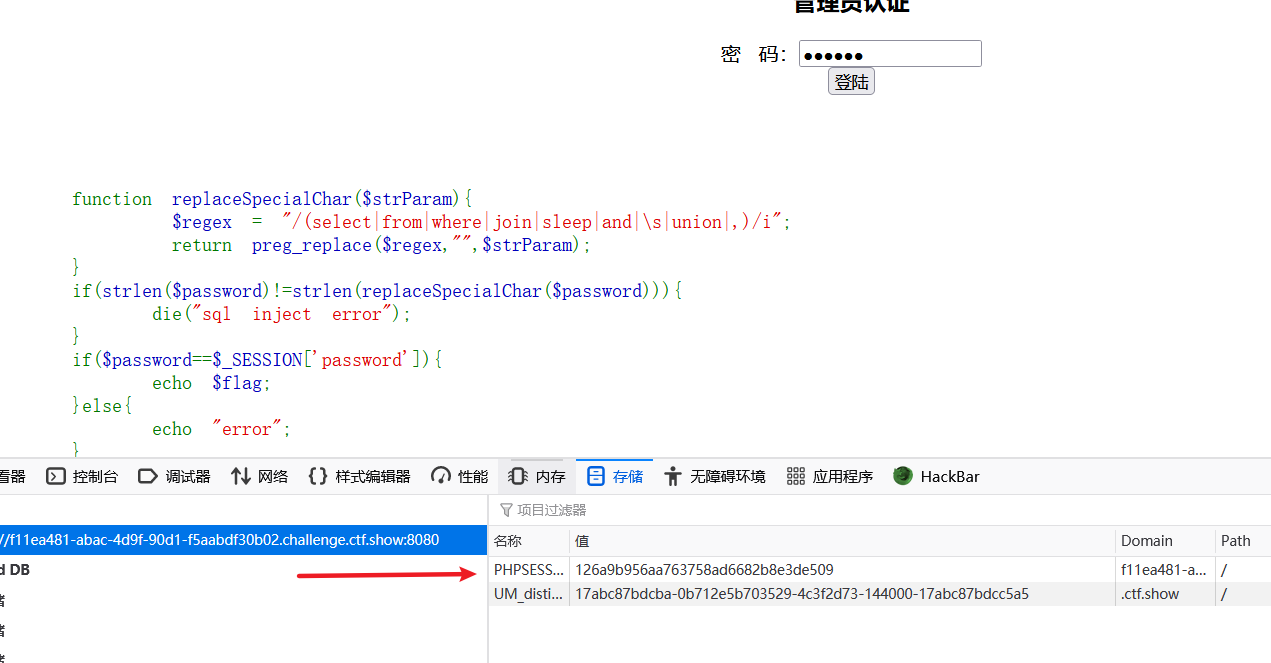 管理员认证
密 码：●●●●●●
登陆
function replaceSpecialChar($strParam){
$regex = "/(select|from|where|join|sleep|and|\s|union|,)/i";
return preg_replace($regex,"",$strParam);
}
if(strlen($password)!=strlen(replaceSpecialChar($password))){
die("sql inject error");
}
if($password==$_SESSION['password']){
echo $flag;
}else{
echo "error";
}
看器 控制台 调试器 网络 样式编辑器 性能 内存 存储 无障碍环境 应用程序 HackBar
项目过滤器
//f11ea481-abac-4d9f-90d1-f5aabdf30b02.challenge.ctf.show:8080
名称 值 Domain Path
d DB
PHPSESS... 126a9b956aa763758ad6682b8e3de509 f11ea481-a... /
UM_disti... 17abc87bdcba-0b712e5b703529-4c3f2d73-144000-17abc87bdcc5a5 .ctf.show /